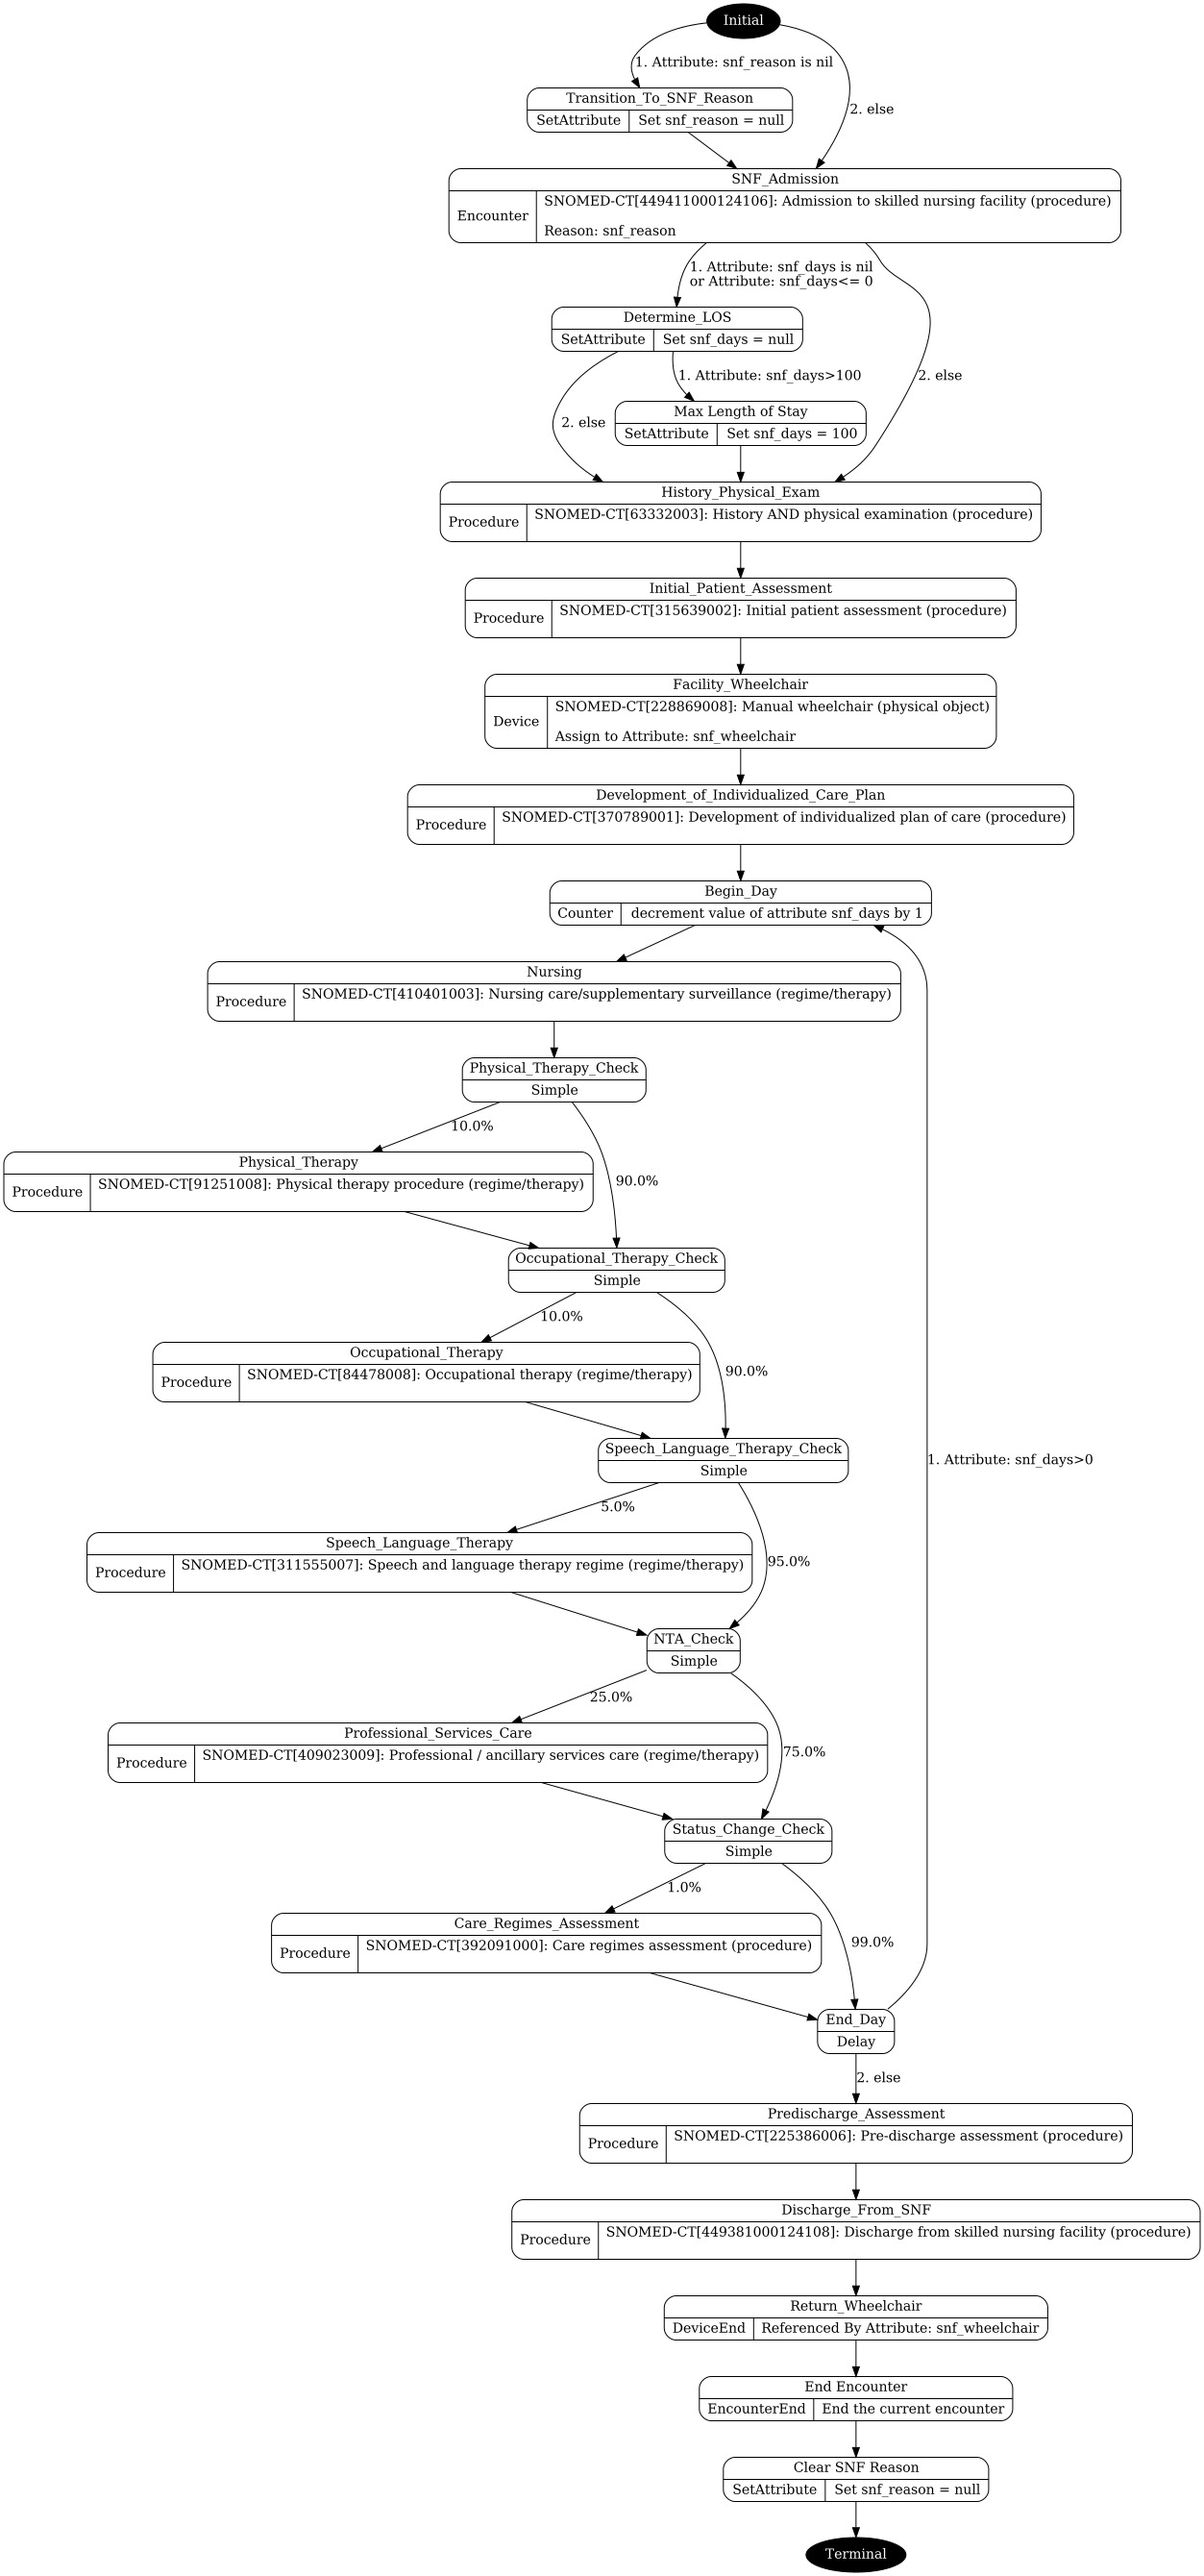 Initial
1. Attribute: snf_reason is nil
2. else
Transition_To_SNF_Reason
SetAttribute Set snf_reason = null
SNF_Admission
Encounter
SNOMED-CT[449411000124106]: Admission to skilled nursing facility (procedure)
Reason: snf_reason
1. Attribute: snf_days is nil
or Attribute: snf_days<= 0
Determine_LOS
SetAttribute Set snf_days = null
1. Attribute: snf_days>100
2. else
2. else
Max Length of Stay
SetAttribute Set snf_days = 100
History_Physical_Exam
Procedure SNOMED-CT[63332003]: History AND physical examination (procedure)
Initial_Patient_Assessment
Procedure SNOMED-CT[315639002]: Initial patient assessment (procedure)
Facility_Wheelchair
Device
SNOMED-CT[228869008]: Manual wheelchair (physical object)
Assign to Attribute: snf_wheelchair
Development_of_Individualized_Care_Plan
Procedure SNOMED-CT[370789001]: Development of individualized plan of care (procedure)
Begin_Day
Counter decrement value of attribute snf_days by 1
Nursing
Procedure SNOMED-CT[410401003]: Nursing care/supplementary surveillance (regime/therapy)
Physical_Therapy_Check
Simple
10.0%
90.0%
Physical_Therapy
Procedure SNOMED-CT[91251008]: Physical therapy procedure (regime/therapy)
Occupational_Therapy_Check
Simple
10.0%
90.0%
Occupational_Therapy
Procedure SNOMED-CT[84478008]: Occupational therapy (regime/therapy)
Speech_Language_Therapy_Check
Simple
1. Attribute: snf_days>0
5.0%
95.0%
Speech_Language_Therapy
Procedure SNOMED-CT[311555007]: Speech and language therapy regime (regime/therapy)
NTA_Check
Simple
25.0%
75.0%
Professional_Services_Care
Procedure SNOMED-CT[409023009]: Professional / ancillary services care (regime/therapy)
Status_Change_Check
Simple
1.0%
99.0%
Care_Regimes_Assessment
Procedure SNOMED-CT[392091000]: Care regimes assessment (procedure)
End_Day
Delay
2. else
Predischarge_Assessment
Procedure SNOMED-CT[225386006]: Pre-discharge assessment (procedure)
Discharge_From_SNF
Procedure SNOMED-CT[449381000124108]: Discharge from skilled nursing facility (procedure)
Return_Wheelchair
DeviceEnd Referenced By Attribute: snf_wheelchair
End Encounter
EncounterEnd End the current encounter
Clear SNF Reason
SetAttribute Set snf_reason = null
Terminal